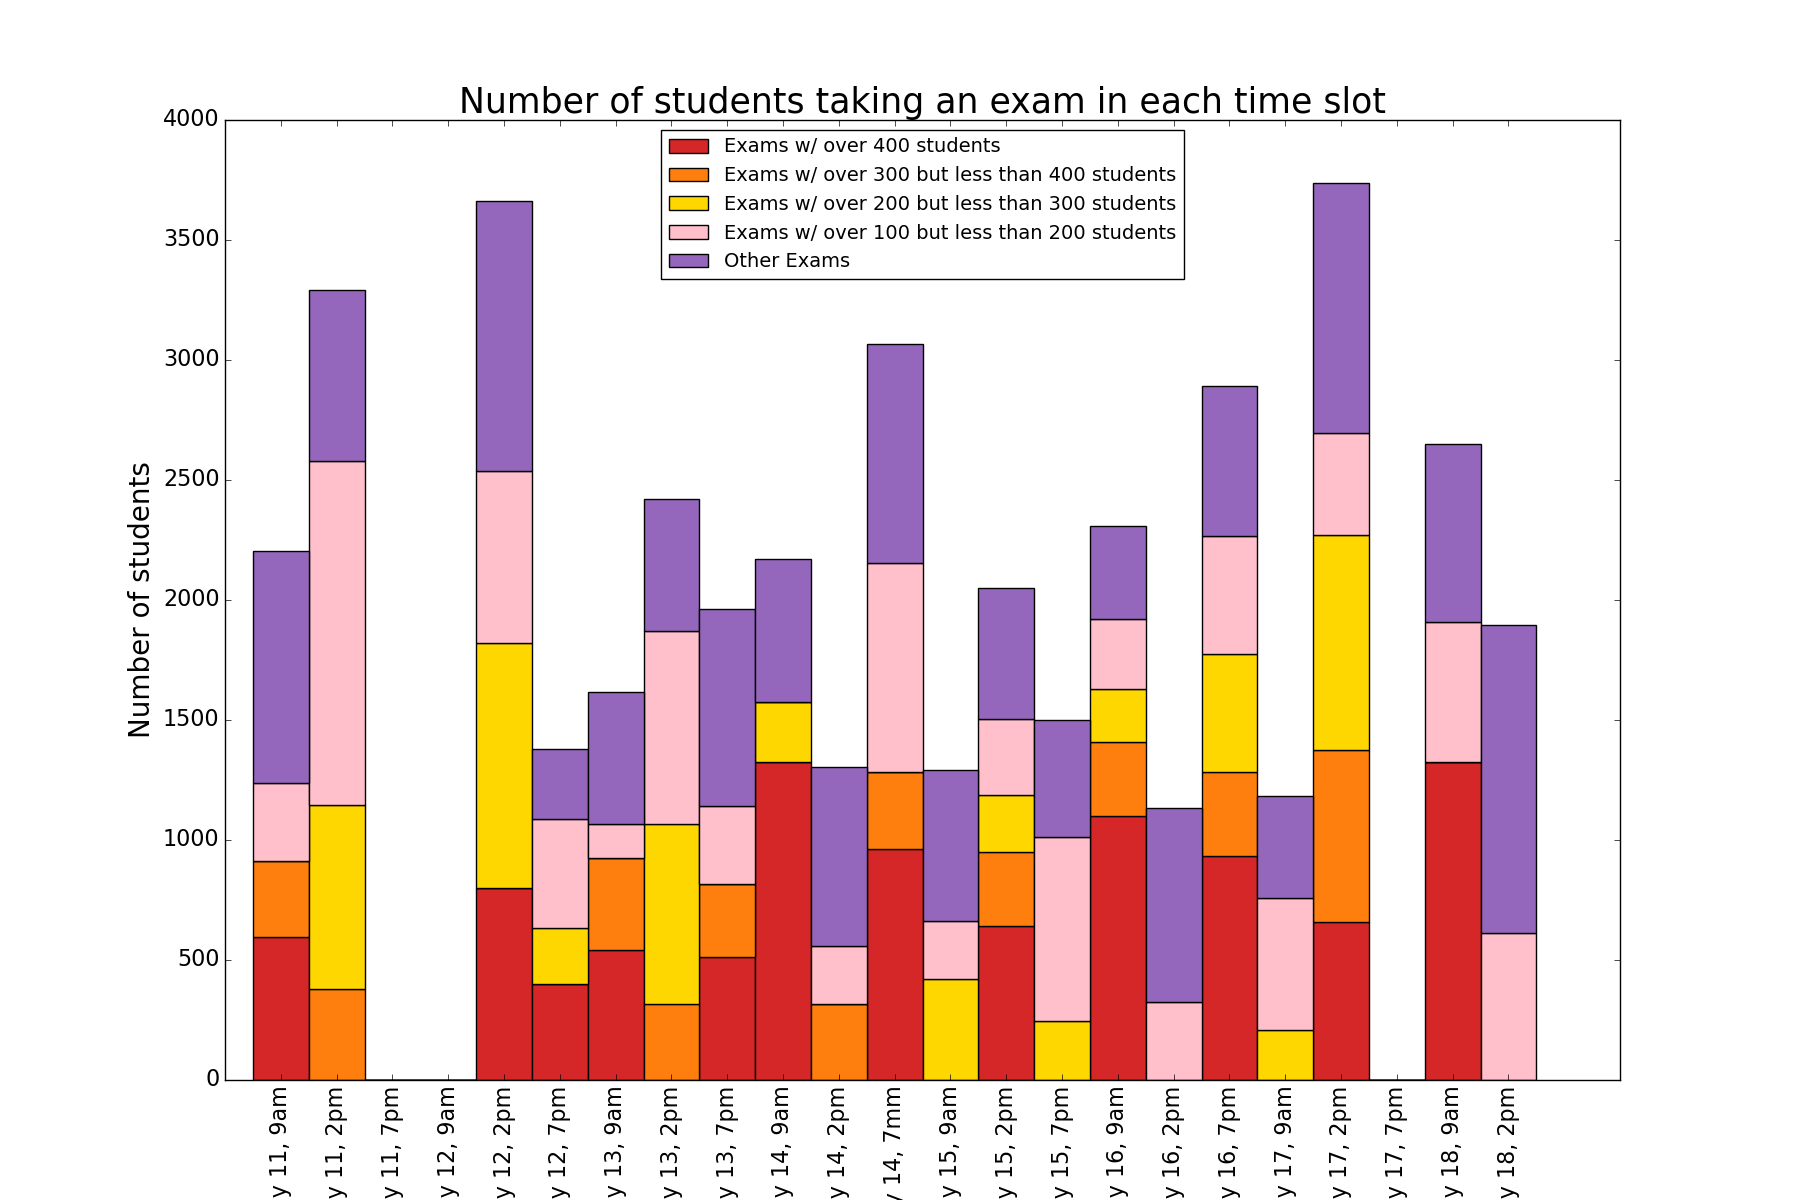 Number of students taking an exam in each time slot
Exams w/ over 400 students
Exams w/ over 300 but less than 400 students
Exams w/ over 200 but less than 300 students
Exams w/ over 100 but less than 200 students
Other Exams
Number of students
4000
3500
3000
2500
2000
1500
1000
500
0
y 11, 9am
y 11, 2pm
y 11, 7pm
y 12, 9am
y 12, 2pm
y 12, 7pm
y 13, 9am
y 13, 2pm
y 13, 7pm
y 14, 9am
y 14, 2pm
y 14, 7mm
y 15, 9am
y 15, 2pm
y 15, 7pm
y 16, 9am
y 16, 2pm
y 16, 7pm
y 17, 9am
y 17, 2pm
y 17, 7pm
y 18, 9am
y 18, 2pm